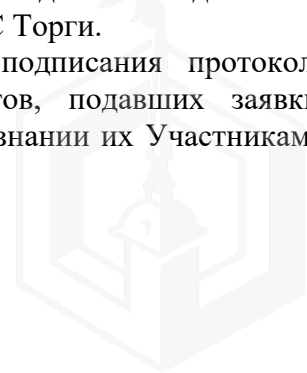 С Торги.
подписания протокол
тов, подавших заявк
знании их Участникам